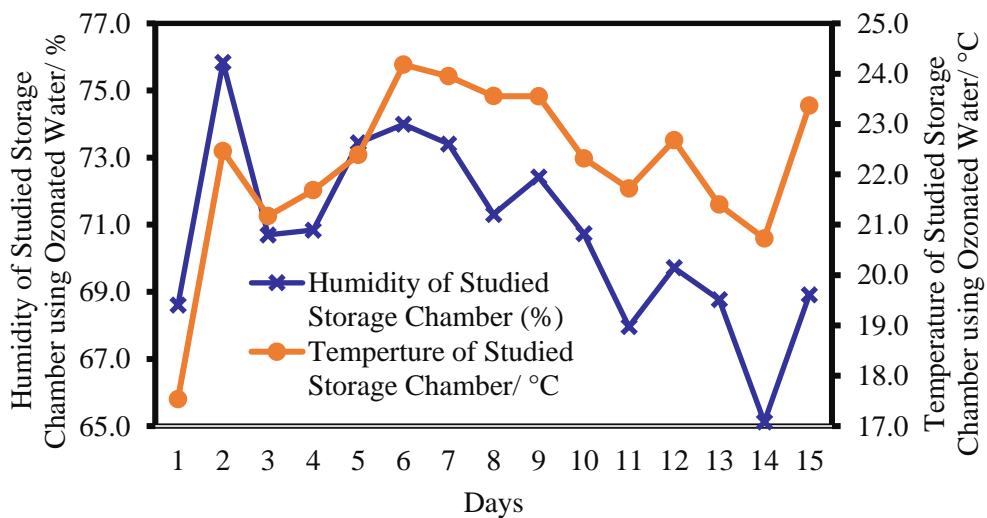 Humidity of Studied Storage
Chamber using Ozonated Water/ %
77.0
75.0
73.0
71.0
69.0
67.0
65.0
Humidity of Studied
Storage Chamber (%)
Temperture of Studied
Storage Chamber/ °C
25.0
24.0
23.0
22.0
21.0
20.0
19.0
18.0
17.0
Temperature of Studied Storage
Chamber using Ozonated Water/ °C
1 2 3 4 5 6 7 8 9 10 11 12 13 14 15
Days